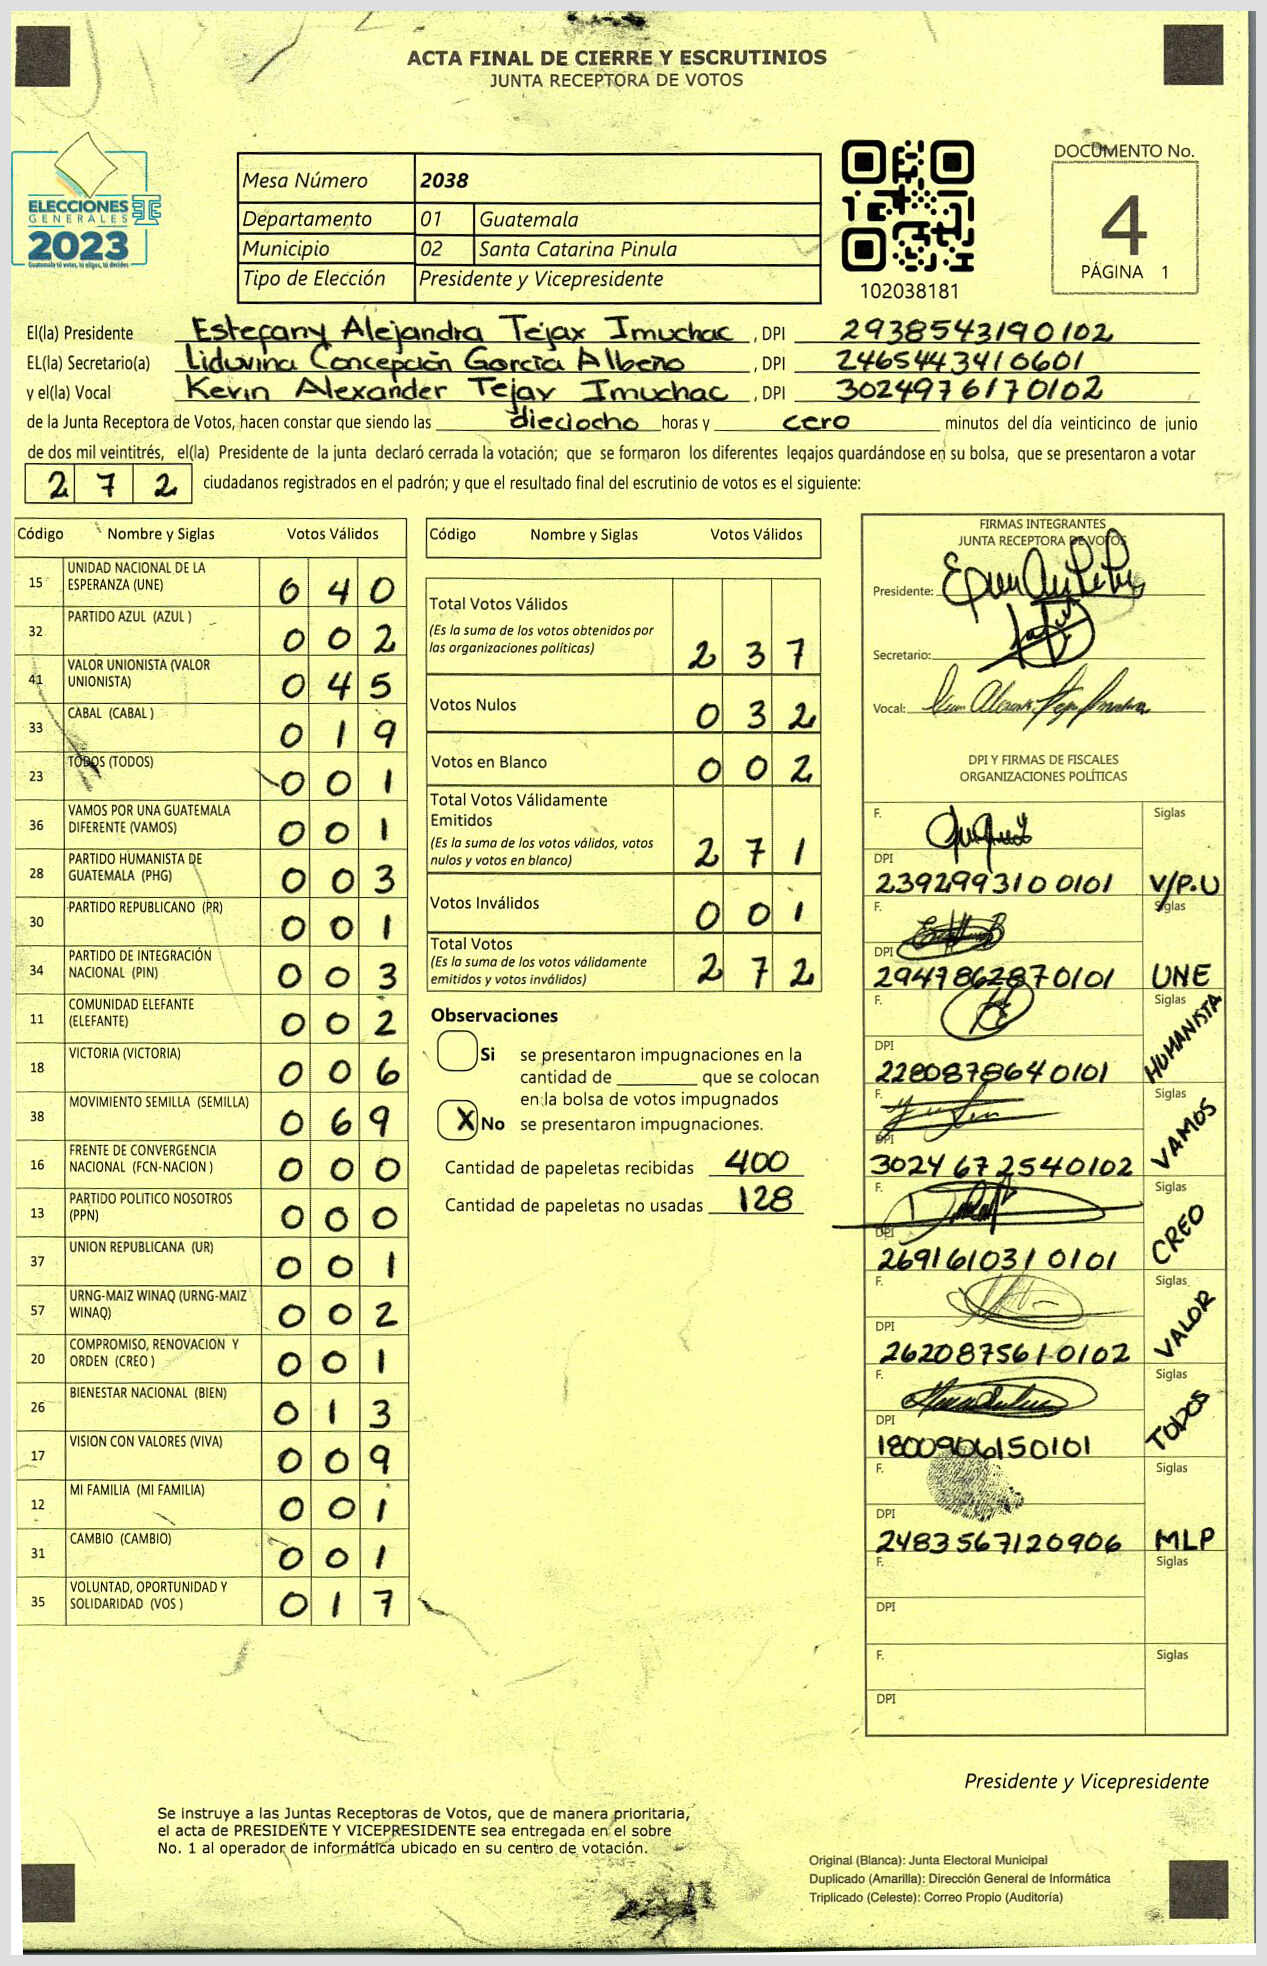 ACTA FINAL DE CIERRE Y ESCRUTINIOS
JUNTA RECEPTORA DE VOTOS
ELECCIONES
GENERALES
2023
Guatemala tú votas, tú eliges, tú decides
Mesa Número 2038
Departamento 01 Guatemala
Municipio 02 Santa Catarina Pinula
Tipo de Elección Presidente y Vicepresidente
102038181
DOCUMENTO No.
4
PÁGINA 1
El(la) Presidente Estefany Alejandra Tejax Imuchac, DPI 2938543190102
EL(la) Secretario(a) Liduvina Concepción García Albeño, DPI 2465443410601
y el(la) Vocal Kevin Alexander Tejax Imuchac, DPI 3024976170102
de la Junta Receptora de Votos, hacen constar que siendo las dieciocho horas y cero minutos del día veinticinco de junio
de dos mil veintitrés, el(la) Presidente de la junta declaró cerrada la votación; que se formaron los diferentes legajos guardándose en su bolsa, que se presentaron a votar
2 7 2 ciudadanos registrados en el padrón; y que el resultado final del escrutinio de votos es el siguiente:
Código Nombre y Siglas Votos Válidos
15 UNIDAD NACIONAL DE LA
ESPERANZA (UNE) 0 4 0
32 PARTIDO AZUL (AZUL ) 0 0 2
41 VALOR UNIONISTA (VALOR
UNIONISTA) 0 4 5
33 CABAL (CABAL ) 0 1 9
23 TODOS (TODOS) 0 0 1
36 VAMOS POR UNA GUATEMALA
DIFERENTE (VAMOS) 0 0 1
28 PARTIDO HUMANISTA DE
GUATEMALA (PHG) 0 0 3
30 PARTIDO REPUBLICANO (PR) 0 0 1
34 PARTIDO DE INTEGRACIÓN
NACIONAL (PIN) 0 0 3
11 COMUNIDAD ELEFANTE
(ELEFANTE) 0 0 2
18 VICTORIA (VICTORIA) 0 0 6
38 MOVIMIENTO SEMILLA (SEMILLA) 0 6 9
16 FRENTE DE CONVERGENCIA
NACIONAL (FCN-NACION ) 0 0 0
13 PARTIDO POLITICO NOSOTROS
(PPN) 0 0 0
37 UNION REPUBLICANA (UR) 0 0 1
57 URNG-MAIZ WINAQ (URNG-MAIZ
WINAQ) 0 0 2
20 COMPROMISO, RENOVACION Y
ORDEN (CREO ) 0 0 1
26 BIENESTAR NACIONAL (BIEN) 0 1 3
17 VISION CON VALORES (VIVA) 0 0 9
12 MI FAMILIA (MI FAMILIA) 0 0 1
31 CAMBIO (CAMBIO) 0 0 1
35 VOLUNTAD, OPORTUNIDAD Y
SOLIDARIDAD (VOS ) 0 1 7
Código Nombre y Siglas Votos Válidos
Total Votos Válidos
(Es la suma de los votos obtenidos por
las organizaciones políticas) 2 3 7
Votos Nulos 0 3 2
Votos en Blanco 0 0 2
Total Votos Válidamente
Emitidos
(Es la suma de los votos válidos, votos
nulos y votos en blanco) 2 7 1
Votos Inválidos 0 0 1
Total Votos
(Es la suma de los votos válidamente
emitidos y votos inválidos) 2 7 2
Observaciones
Si se presentaron impugnaciones en la
cantidad de ________ que se colocan
en la bolsa de votos impugnados
X No se presentaron impugnaciones.
Cantidad de papeletas recibidas 400
Cantidad de papeletas no usadas 128
FIRMAS INTEGRANTES
JUNTA RECEPTORA DE VOTOS
Presidente:
Secretario:
Vocal:
DPI Y FIRMAS DE FISCALES
ORGANIZACIONES POLÍTICAS
F. Siglas
DPI
2392993100101 V/P.U
F. Siglas
DPI
2947862870101 UNE
F. Siglas
DPI
2280878640101 HUMANISTA
F. Siglas
DPI
3024672540102 VAMOS
F. Siglas
DPI
2691610310101 CREO
F. Siglas
DPI
2620875610102 VALOR
F. Siglas
DPI
1800906150101 TODOS
F. Siglas
DPI
2483567120906 MLP
F. Siglas
DPI
F. Siglas
DPI
Presidente y Vicepresidente
Se instruye a las Juntas Receptoras de Votos, que de manera prioritaria,
el acta de PRESIDENTE Y VICEPRESIDENTE sea entregada en el sobre
No. 1 al operador de informática ubicado en su centro de votación.
Original (Blanca): Junta Electoral Municipal
Duplicado (Amarilla): Dirección General de Informática
Triplicado (Celeste): Correo Propio (Auditoría)